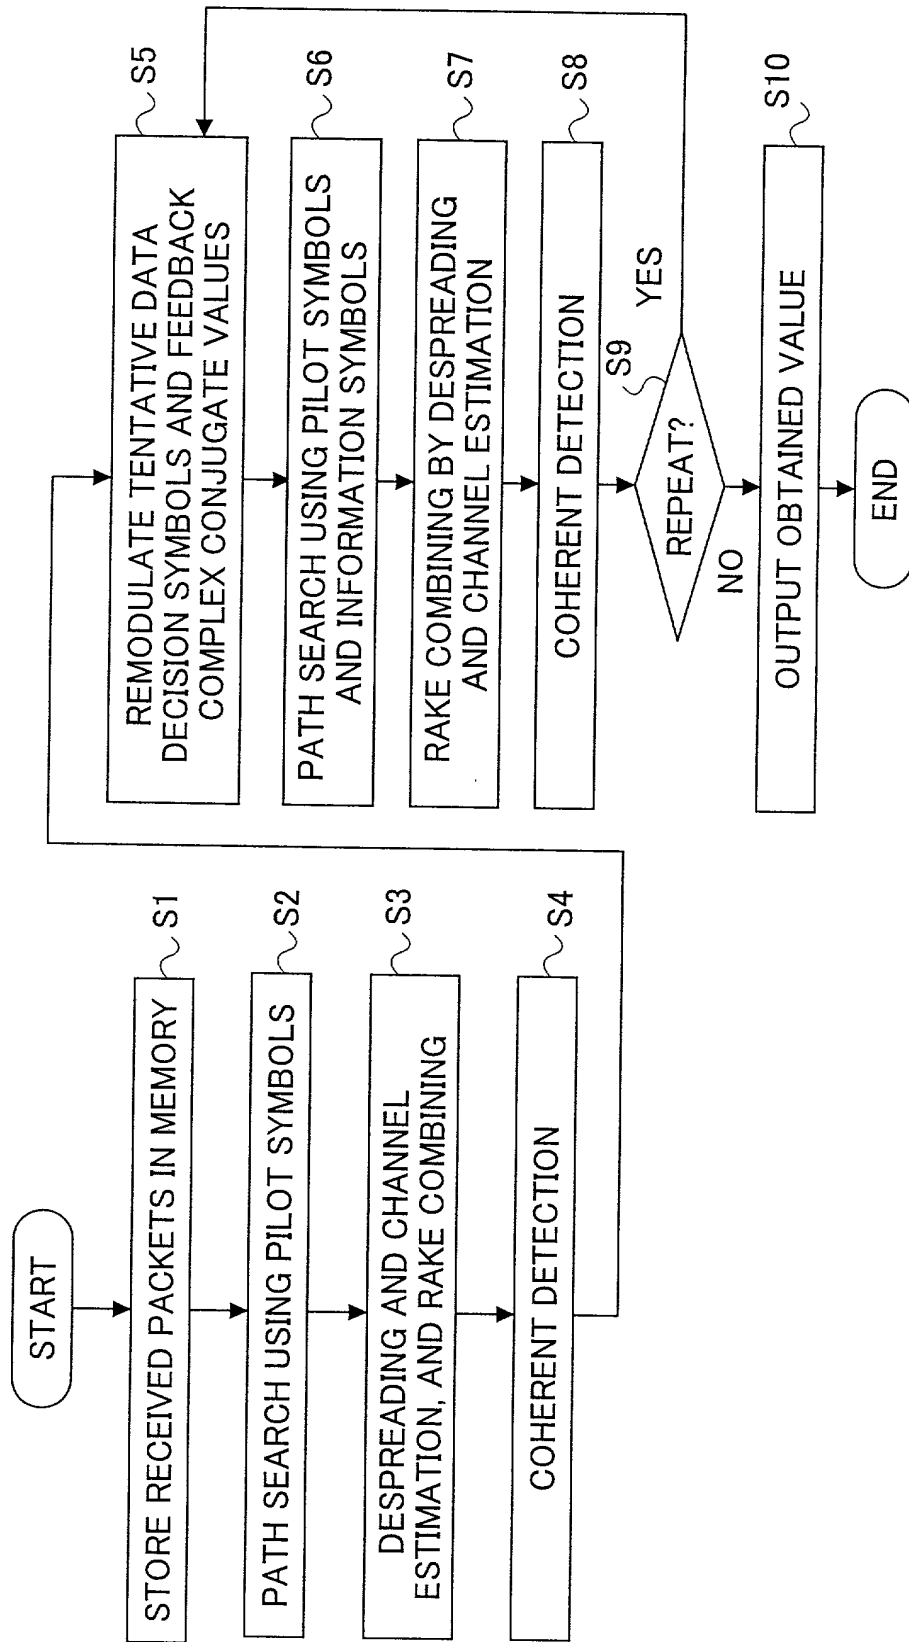 START
STORE RECEIVED PACKETS IN MEMORY
S1
PATH SEARCH USING PILOT SYMBOLS
S2
DESPREADING AND CHANNEL
ESTIMATION, AND RAKE COMBINING
S3
COHERENT DETECTION
S4
REMODULATE TENTATIVE DATA
DECISION SYMBOLS AND FEEDBACK
COMPLEX CONJUGATE VALUES
S5
PATH SEARCH USING PILOT SYMBOLS
AND INFORMATION SYMBOLS
S6
RAKE COMBINING BY DESPREADING
AND CHANNEL ESTIMATION
S7
COHERENT DETECTION
S8
REPEAT?
S9
YES
NO
OUTPUT OBTAINED VALUE
S10
END